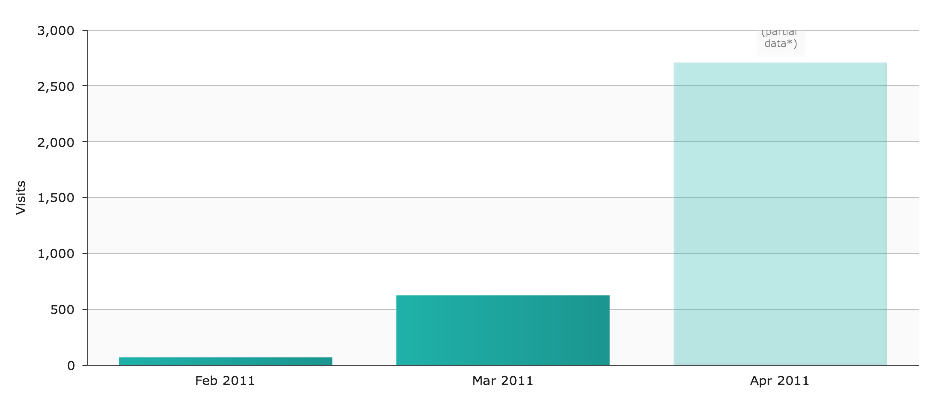 3,000
(partial
data*)
2,500
2,000
1,500
1,000
500
0
Visits
Feb 2011
Mar 2011
Apr 2011